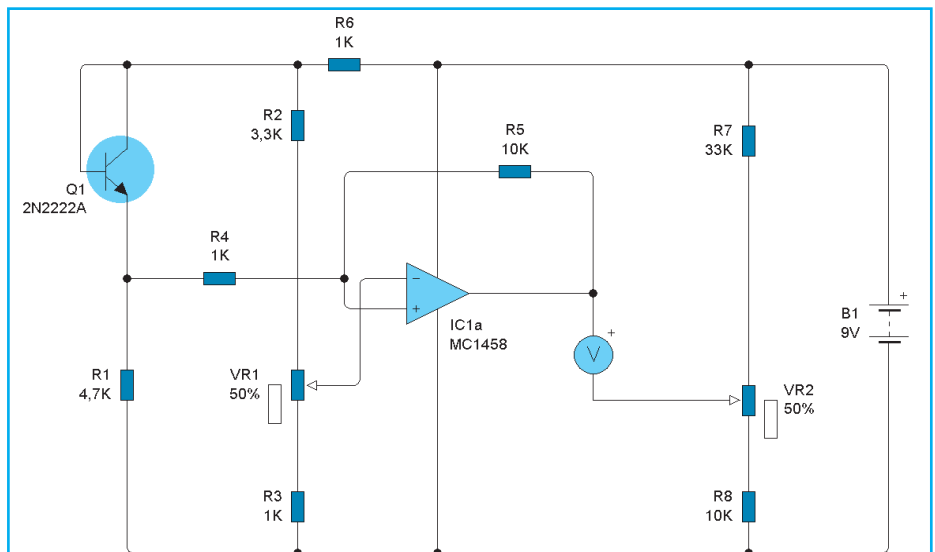 R6
1K
R2
3,3K
R5
10K
R7
33K
Q1
2N2222A
R4
1K
−
+
IC1a
MC1458
+
B1
9V
+
V
R1
4,7K
VR1
50%
VR2
50%
R3
1K
R8
10K